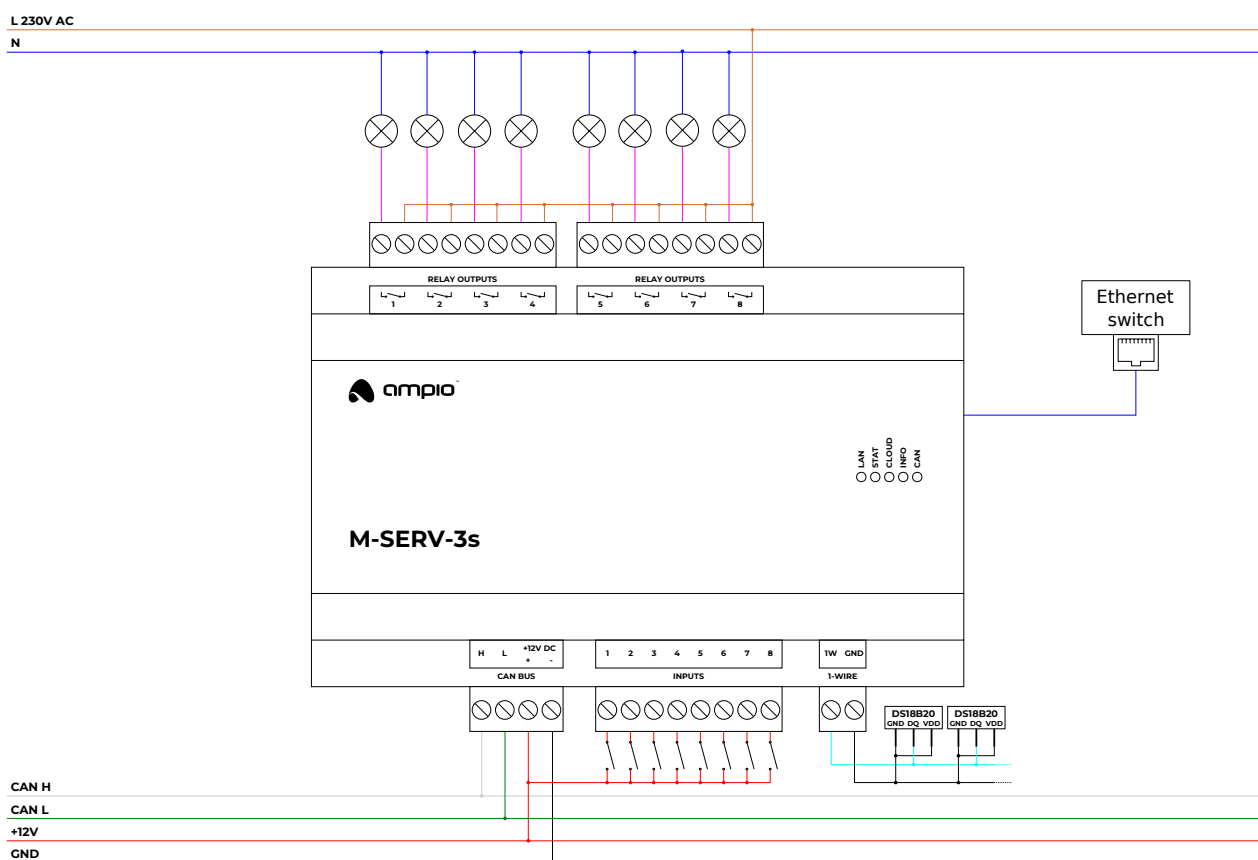 L 230V AC
N
RELAY OUTPUTS RELAY OUTPUTS
1 2 3 4 5 6 7 8
Ethernet
switch
ampio
LAN STAT CLOUD INFO CAN
M-SERV-3s
H L +12V DC
+ -
1 2 3 4 5 6 7 8
1W GND
CAN BUS INPUTS 1-WIRE
DS18B20 DS18B20
GND DQ VDD GND DQ VDD
CAN H
CAN L
+12V
GND